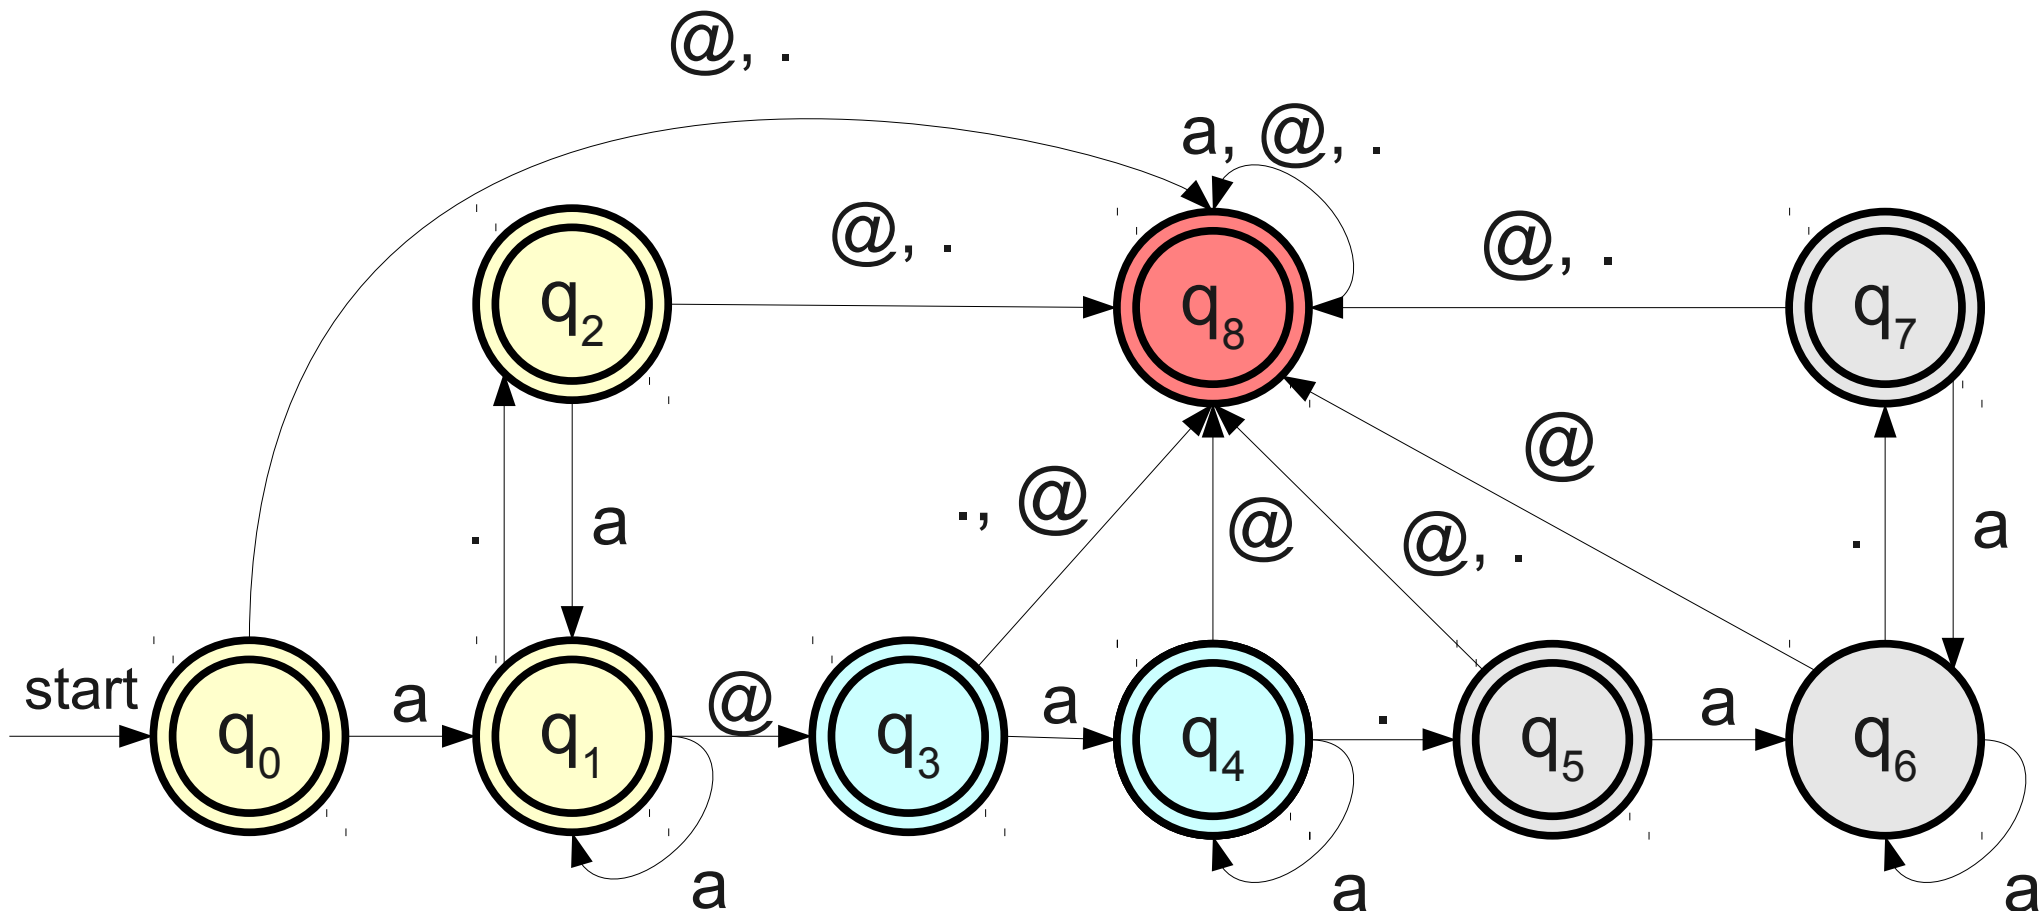 @, .
a, @, .
@, .
@, .
q2
q8
q7
@
., @
@
@, .
.
a
.
a
start
a
@
a
.
a
q0
q1
q3
q4
q5
q6
a
a
a